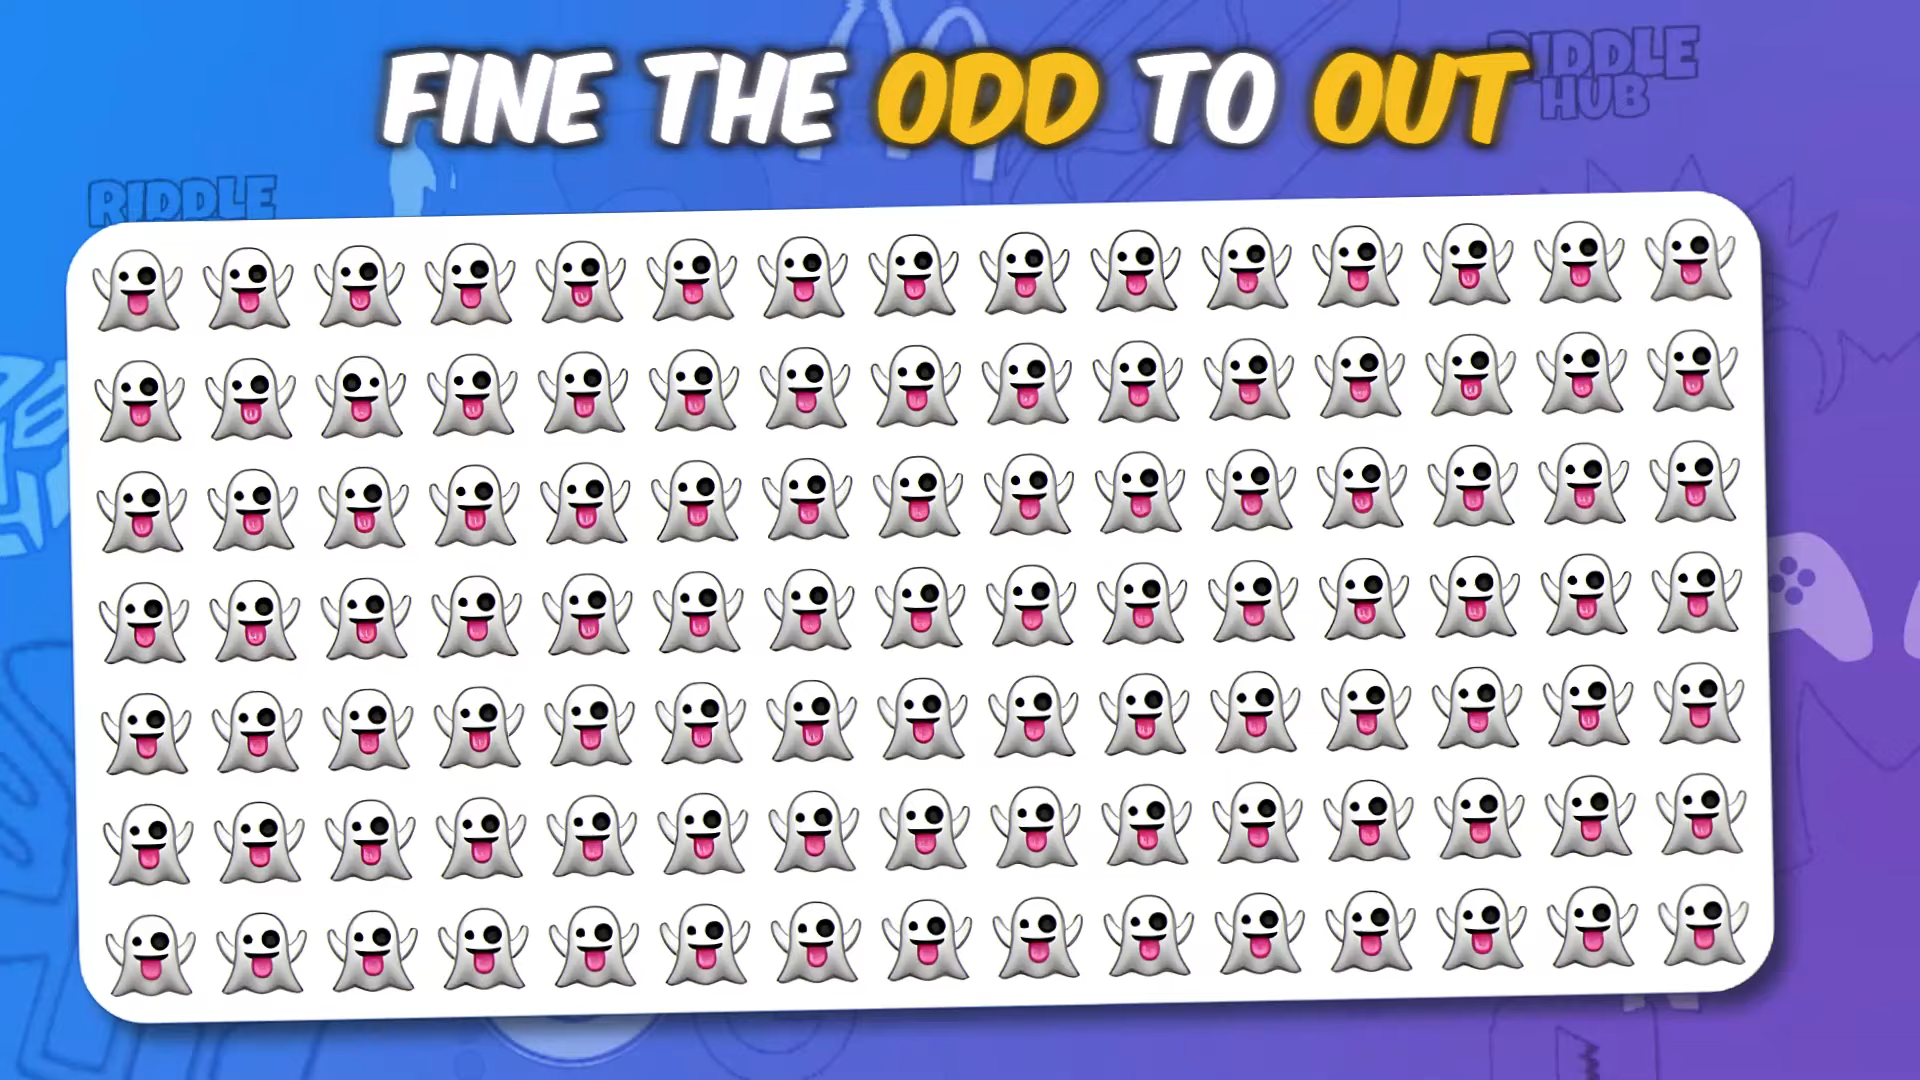 FINE THE ODD TO OUT
RIDDLE
HUB
RIDDLE